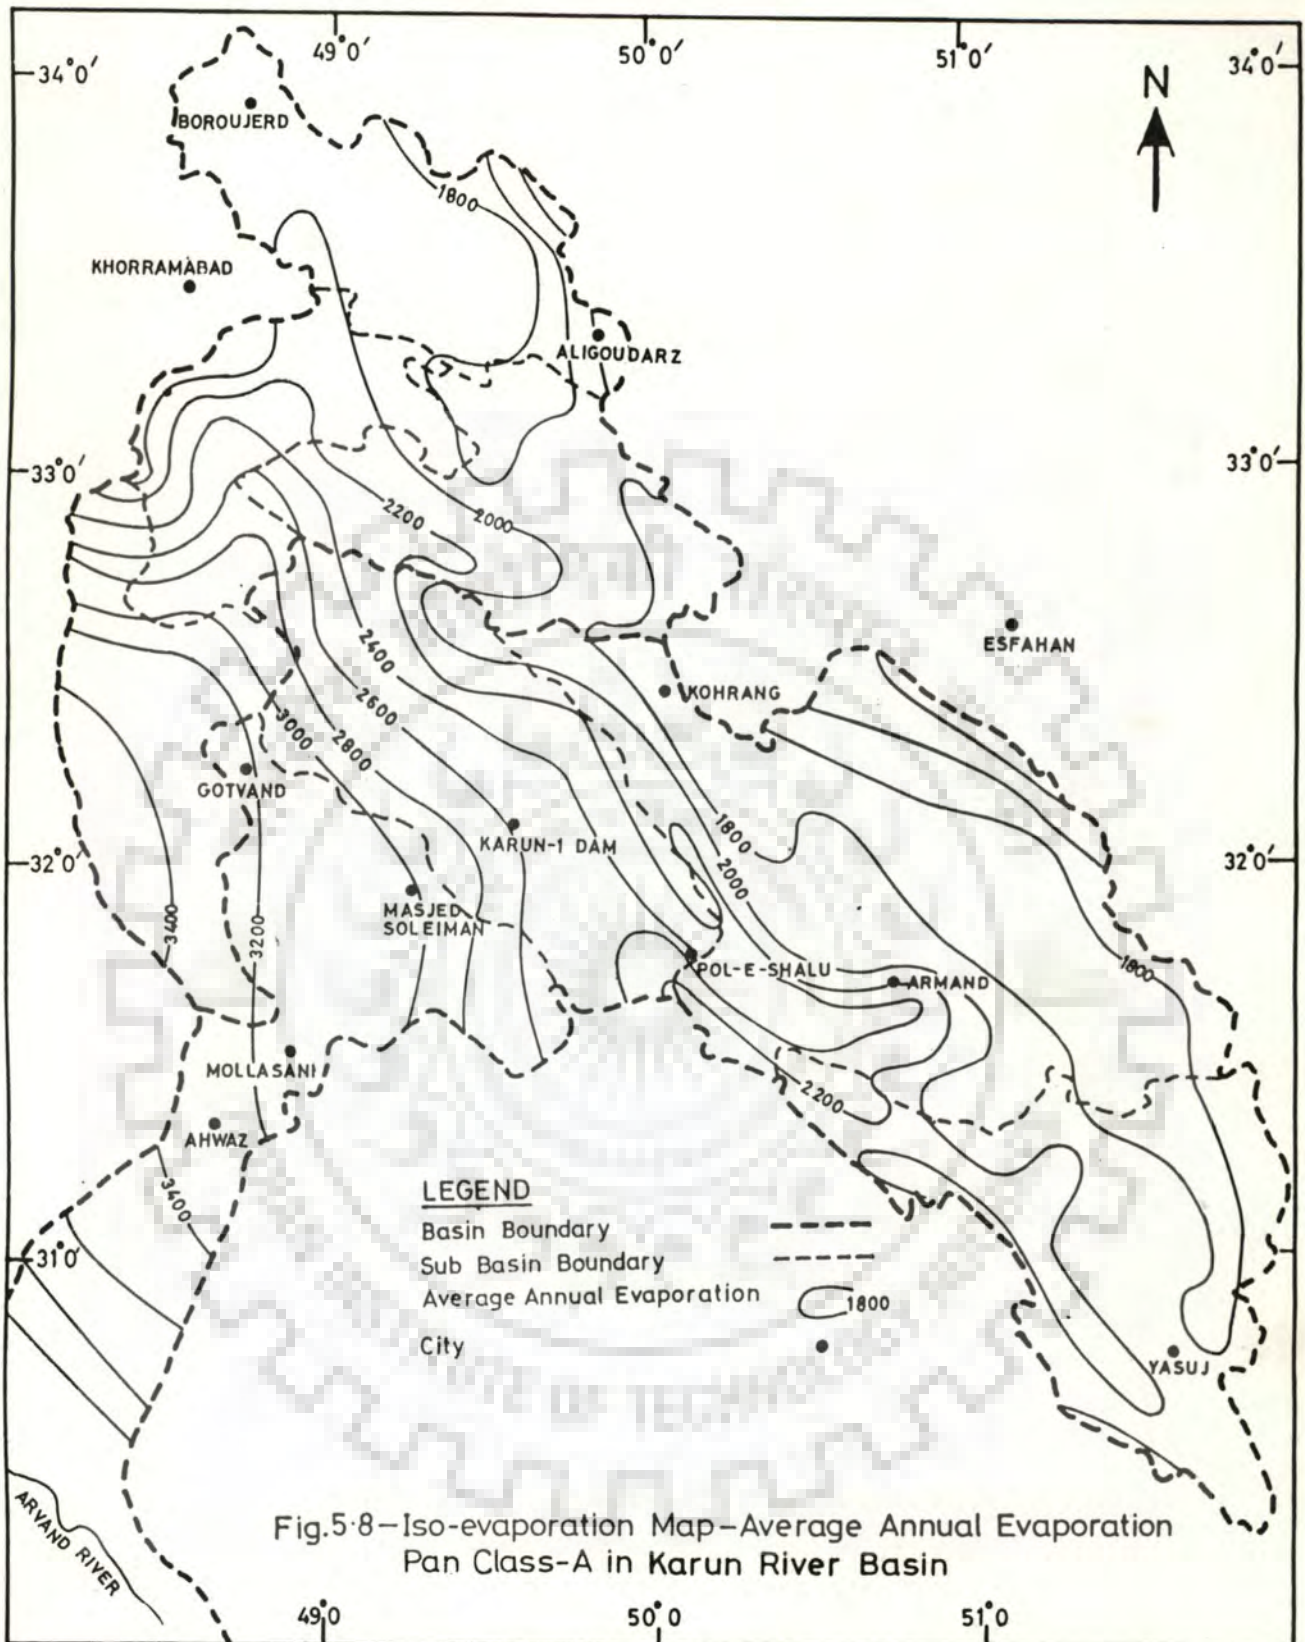 49°0′ 50°0′ 51°0′
34°0′ 34°0′
N
BOROUJERD
1800
KHORRAMABAD
ALIGOUDARZ
33°0′ 33°0′
2200 2000
2400
ESFAHAN
KOHRANG
2600
3000
2800
GOTVAND
1800
KARUN-1 DAM
32°0′ 32°0′
2000
MASJED
SOLEIMAN
3400
3200
POL-E-SHALU
1800
ARMAND
MOLLASANI
2200
AHWAZ
3400
LEGEND
Basin Boundary
31°0′
Sub Basin Boundary
Average Annual Evaporation 1800
City
YASUJ
ARVAND RIVER
Fig.5.8—Iso-evaporation Map—Average Annual Evaporation
Pan Class-A in Karun River Basin
49°0 50°0 51°0
INSTITUTE OF TECHNOLOGY